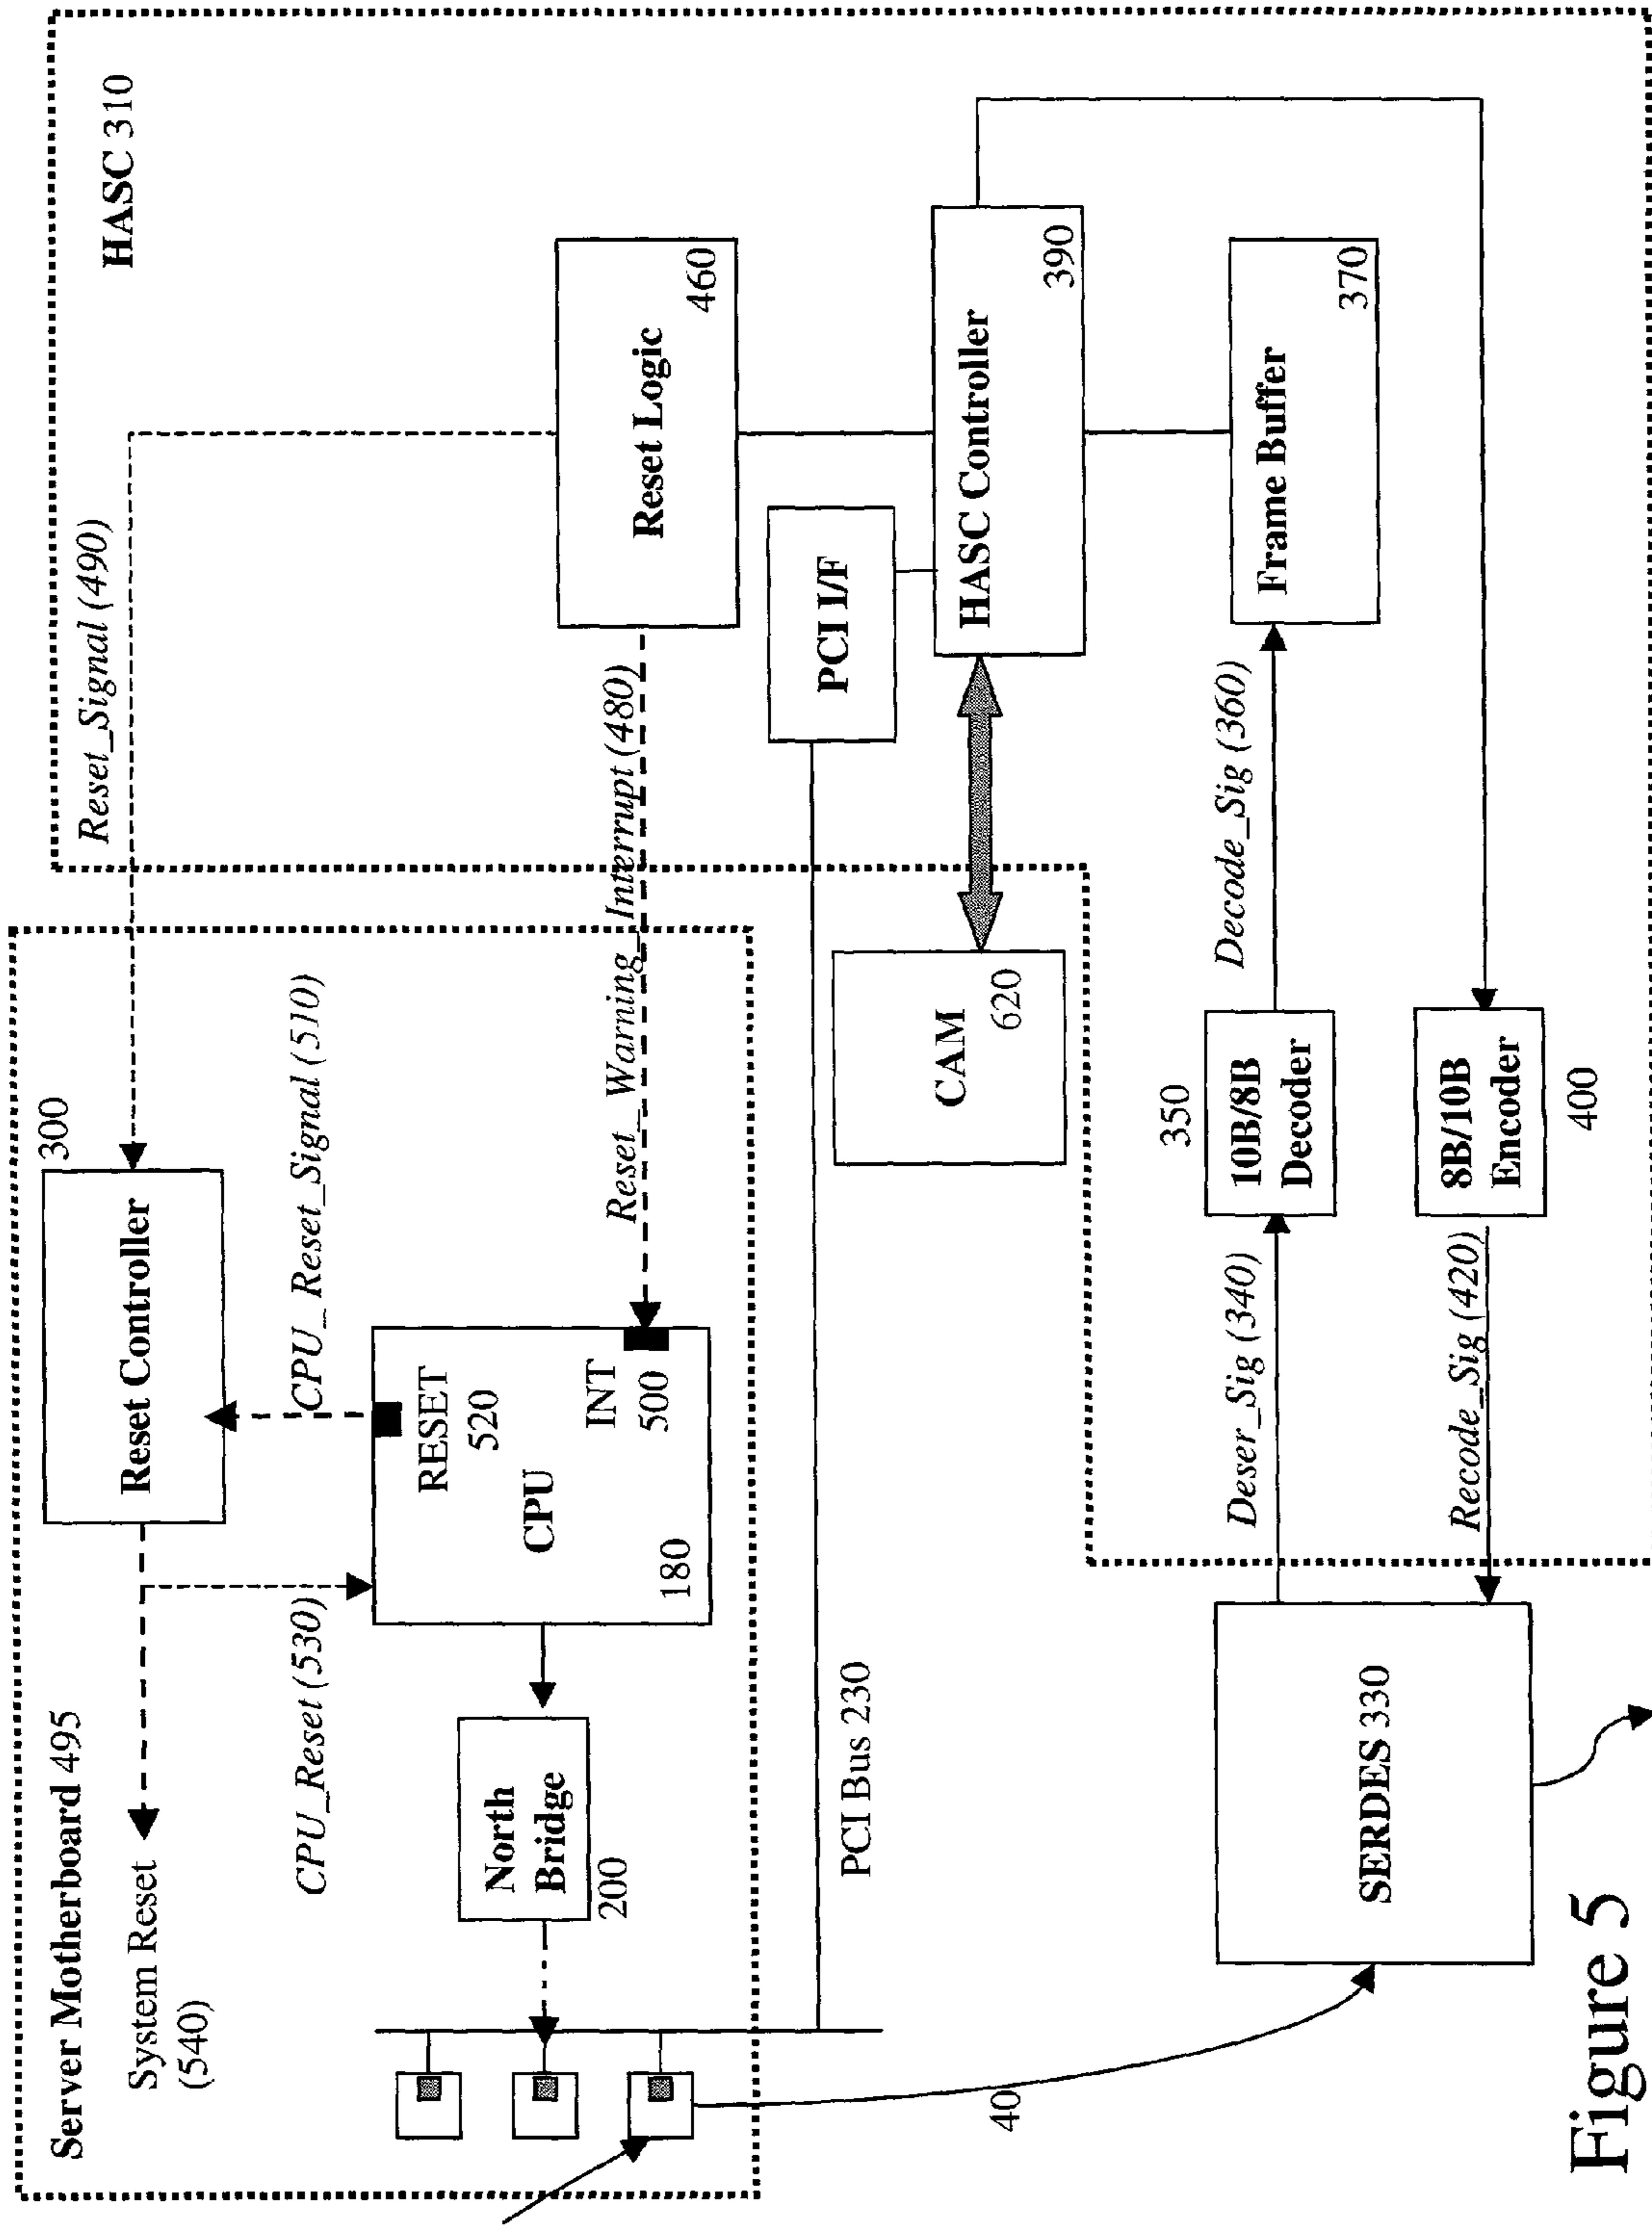 Server Motherboard 495
System Reset
(540)
Reset Controller
300
Reset_Signal (490)
HASC 310
CPU_Reset (530)
CPU_Reset_Signal (510)
RESET
520
CPU
INT
500
180
North
Bridge
200
Reset_Warning_Interrupt (480)
Reset Logic
460
PCI I/F
PCI Bus 230
CAM
620
HASC Controller
390
40
350
10B/8B
Decoder
Deser_Sig (340)
Decode_Sig (360)
Frame Buffer
370
SERDES 330
Recode_Sig (420)
8B/10B
Encoder
400
Figure 5